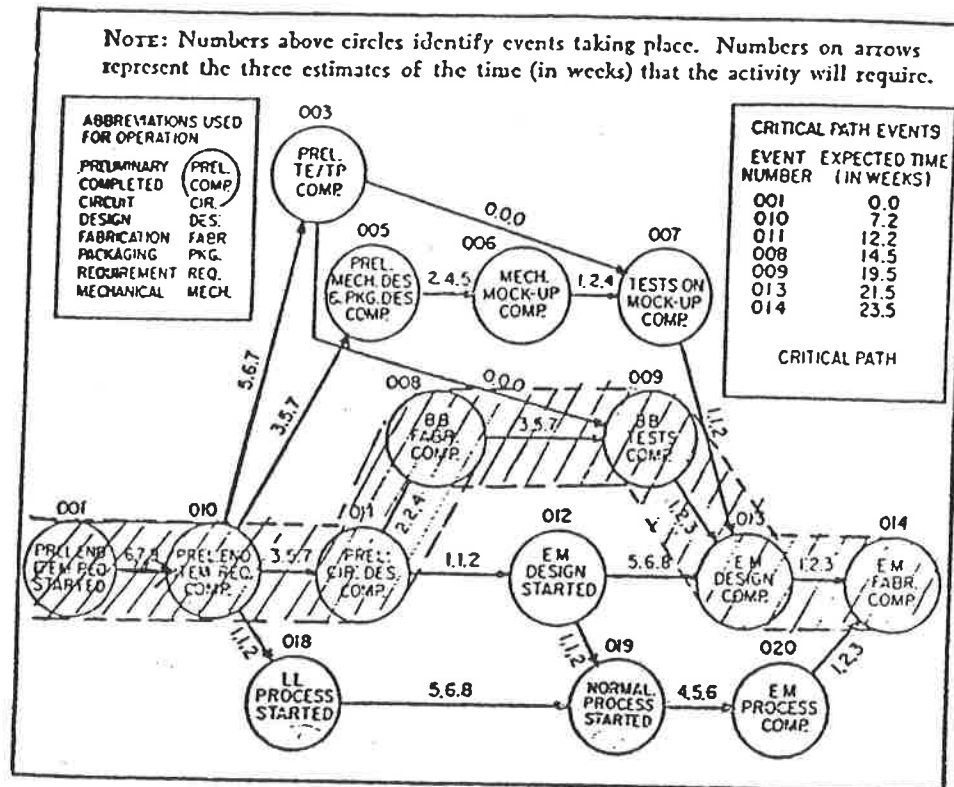 NOTE: Numbers above circles identify events taking place. Numbers on arrows
represent the three estimates of the time (in weeks) that the activity will require.
ABBREVIATIONS USED
FOR OPERATION
PRELIMINARY PREL.
COMPLETED COMP.
CIRCUIT CIR.
DESIGN DES.
FABRICATION FABR
PACKAGING PKG.
REQUIREMENT REQ.
MECHANICAL MECH.
CRITICAL PATH EVENTS
EVENT EXPECTED TIME
NUMBER (IN WEEKS)
001 0.0
010 7.2
011 12.2
008 14.5
009 19.5
013 21.5
014 23.5
CRITICAL PATH
003
PREL.
TE/TP
COMP.
0.0.0
005
PREL.
MECH. DES
& PKG. DES
COMP.
2.4.5
006
MECH.
MOCK-UP
COMP.
1.2.4
007
TESTS ON
MOCK-UP
COMP.
5.6.7
3.5.7
0.0.0
1.1.2
008
BB
FABR.
COMP.
3.5.7
009
BB
TESTS
COMP.
2.2.4
1.2.3
001
STARTED
010
COMP.
3.5.7
011
PREL.
CIR. DES.
COMP.
1.1.2
012
EM
DESIGN
STARTED
5.6.8
013
EM
DESIGN
COMP.
1.2.3
014
EM
FABR.
COMP.
1.1.2
018
LL
PROCESS
STARTED
5.6.8
1.1.2
019
NORMAL.
PROCESS
STARTED
4.5.6
020
EM
PROCESS
COMP.
1.2.3